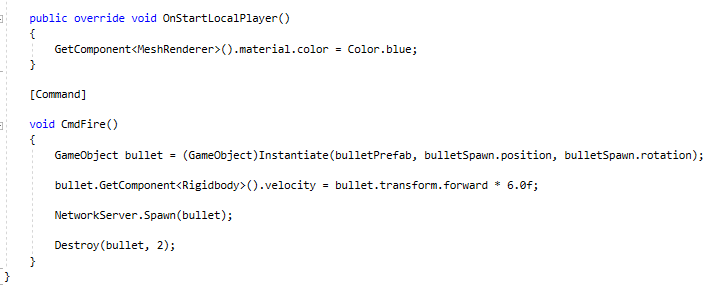 public override void OnStartLocalPlayer()
{
GetComponent<MeshRenderer>().material.color = Color.blue;
}
[Command]
void CmdFire()
{
GameObject bullet = (GameObject)Instantiate(bulletPrefab, bulletSpawn.position, bulletSpawn.rotation);
bullet.GetComponent<Rigidbody>().velocity = bullet.transform.forward * 6.0f;
NetworkServer.Spawn(bullet);
Destroy(bullet, 2);
}
}